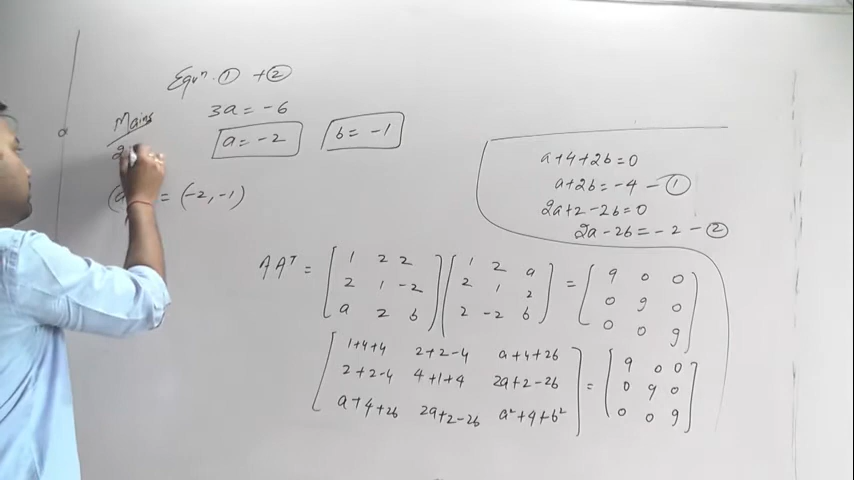 Equⁿ. ① + ②
3a = -6
Mains
a = -2    b = -1
= (-2, -1)
a+4+2b=0
a+2b=-4 - ①
2a+2-2b=0
2a-2b=-2 - ②
AAᵀ = [1 2 2] [1 2 a] = [9 0 0]
[2 1 -2] [2 1 2] [0 9 0]
[a 2 b] [2 -2 b] [0 0 9]
[1+4+4 2+2-4 a+4+2b] = [9 0 0]
[2+2-4 4+1+4 2a+2-2b] [0 9 0]
[a+4+2b 2a+2-2b a²+4+b²] [0 0 9]